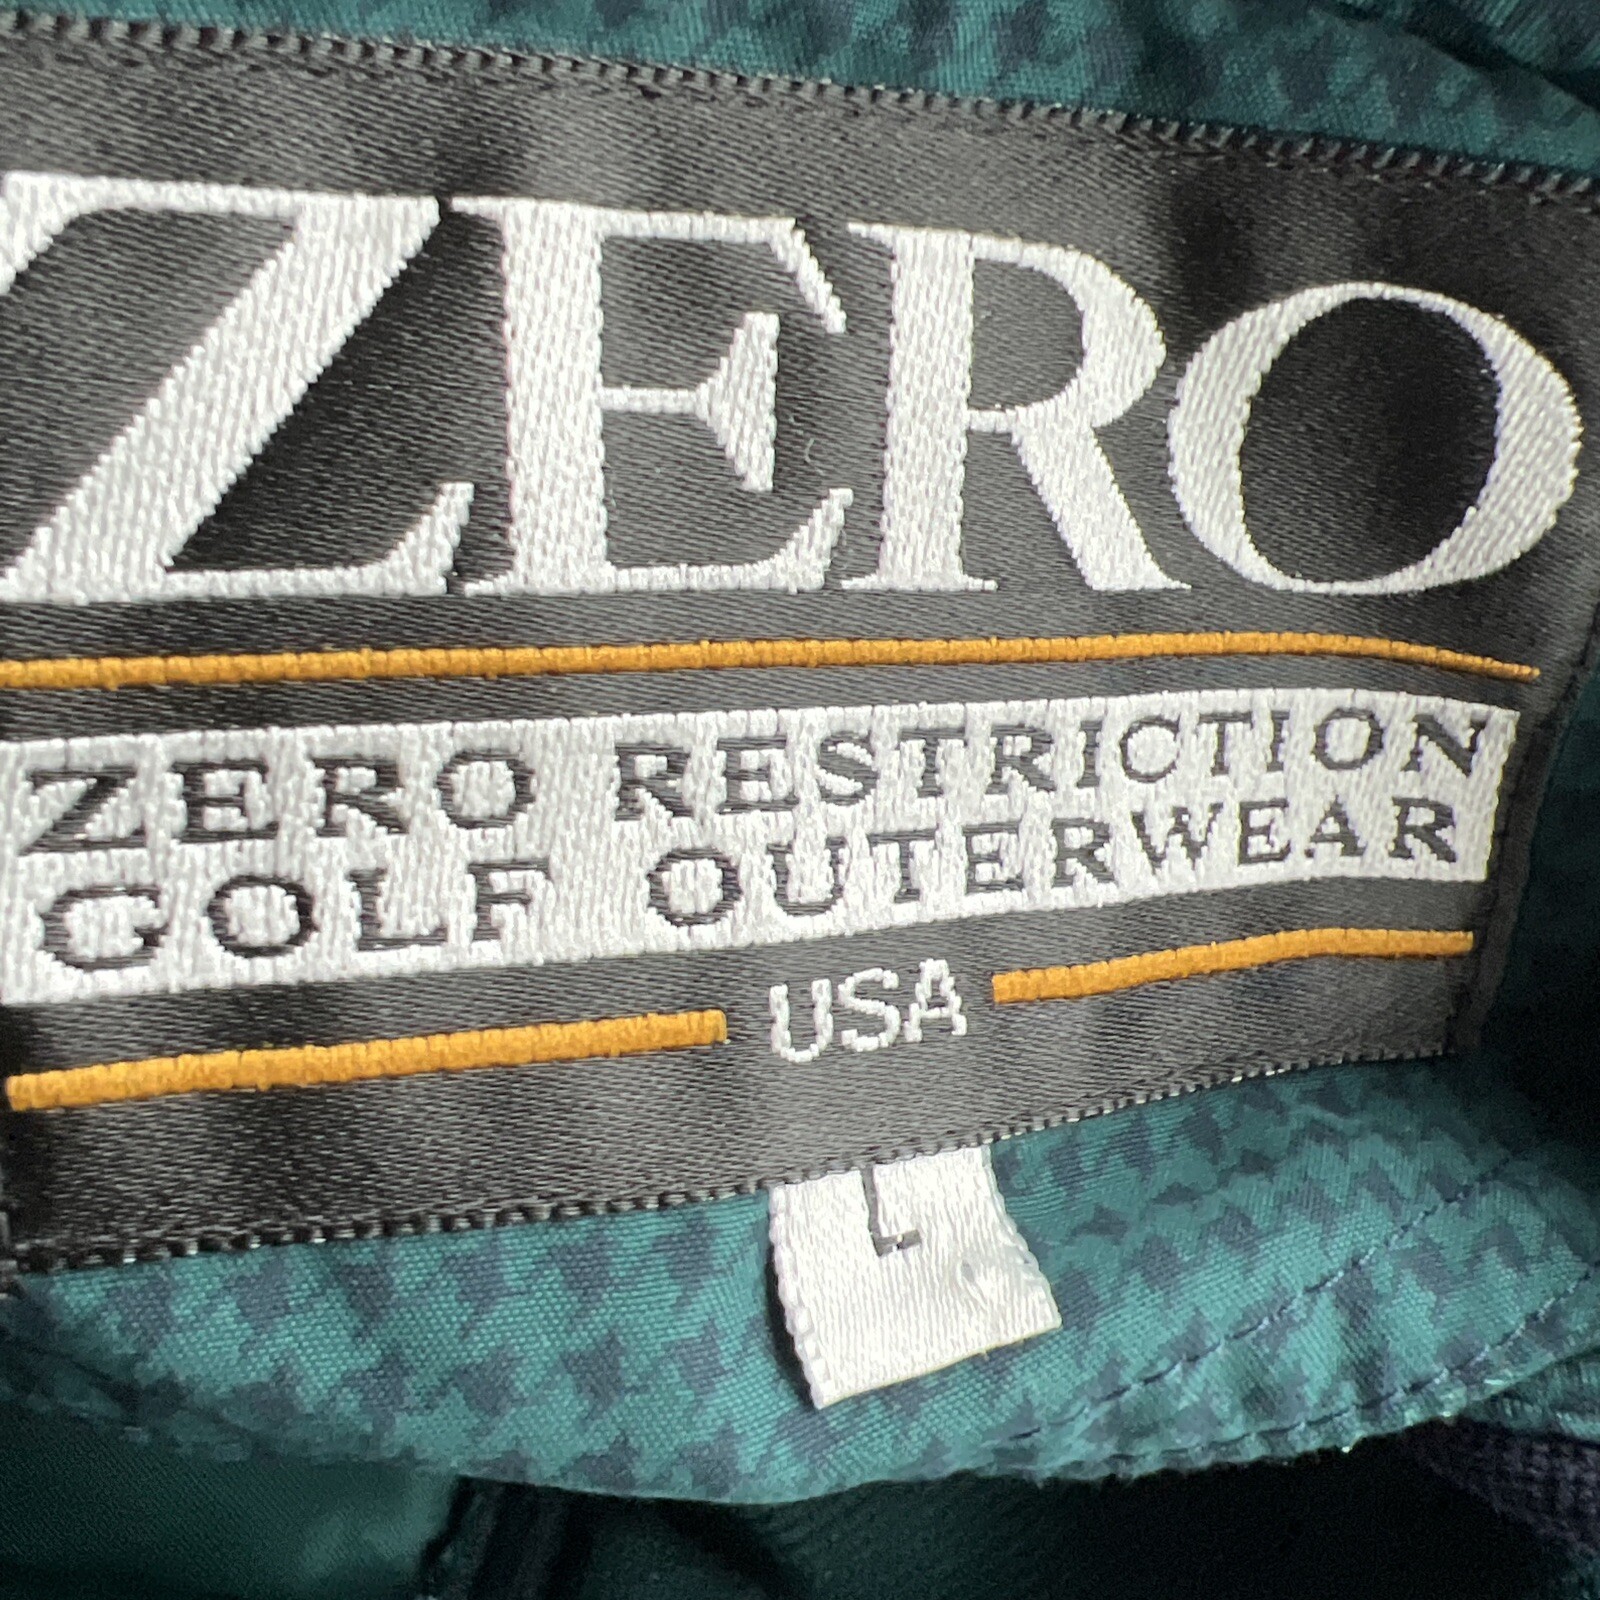 ZERO
ZERO RESTRICTION
GOLF OUTERWEAR
USA
L